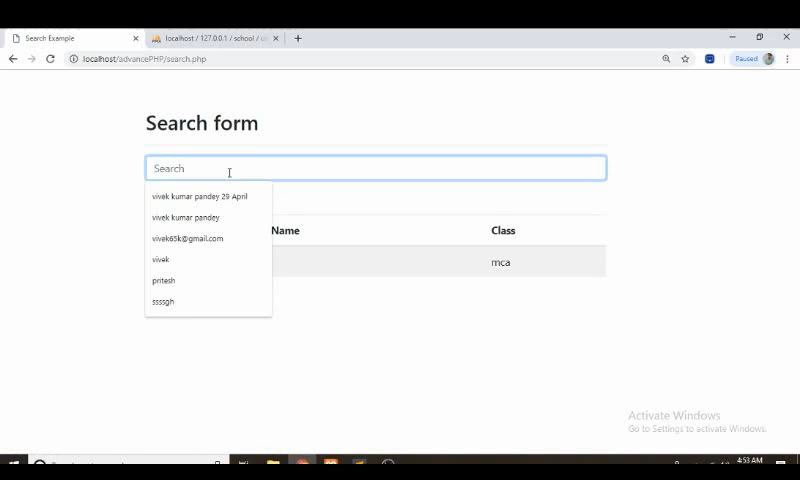 Search Example
localhost / 127.0.0.1 / school / u
localhost/advancePHP/search.php
Paused
Search form
Search
vivek kumar pandey 29 April
vivek kumar pandey
vivek65k@gmail.com
vivek
pritesh
ssssgh
Name
Class
mca
Activate Windows
Go to Settings to activate Windows.
4:53 AM